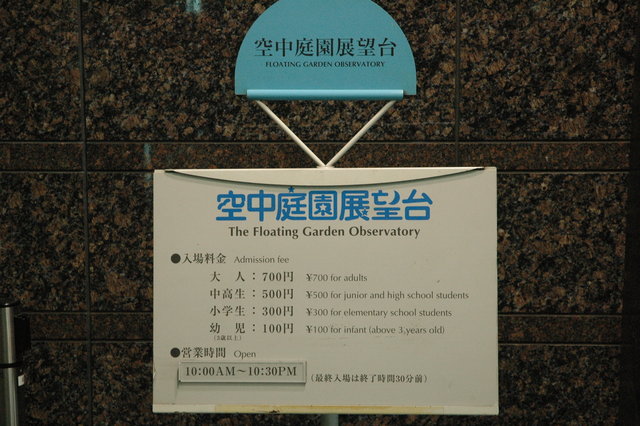 空中庭園展望台
FLOATING GARDEN OBSERVATORY
空中庭園展望台
The Floating Garden Observatory
●入場料金 Admission fee
大人：700円 ¥700 for adults
中高生：500円 ¥500 for junior and high school students
小学生：300円 ¥300 for elementary school students
幼児：100円 ¥100 for infant (above 3,years old)
(3歳以上)
●営業時間 Open
10:00AM～10:30PM (最終入場は終了時間30分前)